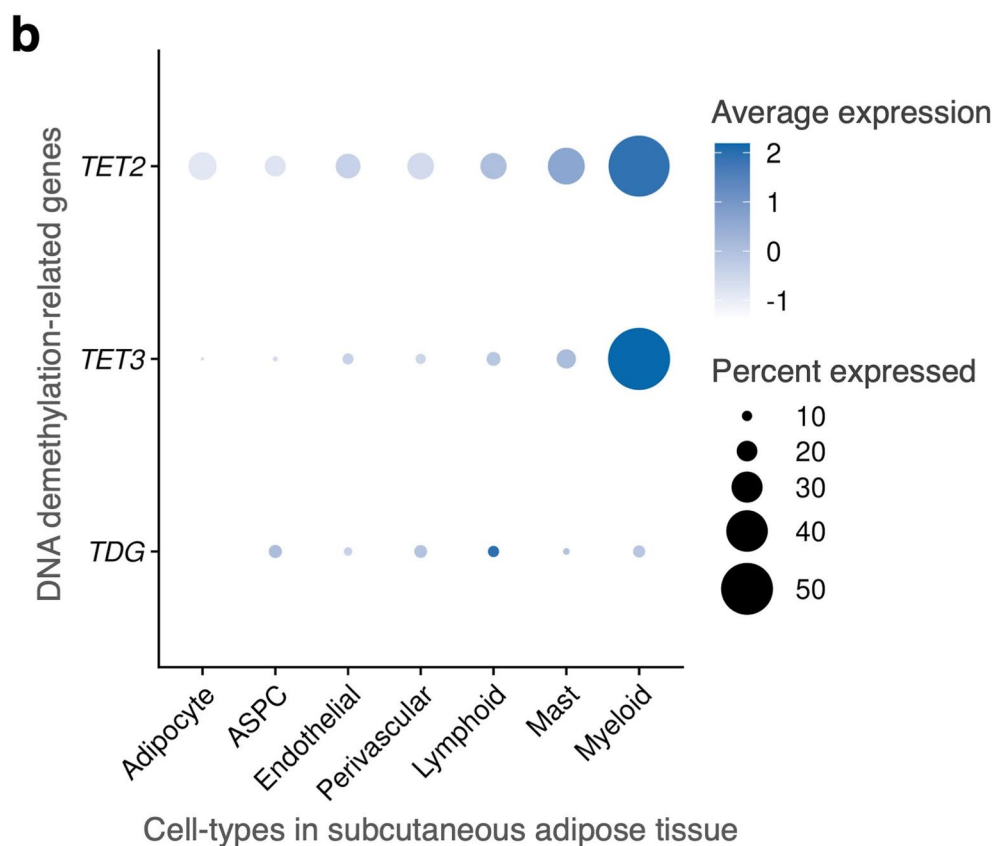 b
DNA demethylation-related genes
TET2
TET3
TDG
Adipocyte
ASPC
Endothelial
Perivascular
Lymphoid
Mast
Myeloid
Cell-types in subcutaneous adipose tissue
Average expression
2
1
0
-1
Percent expressed
10
20
30
40
50